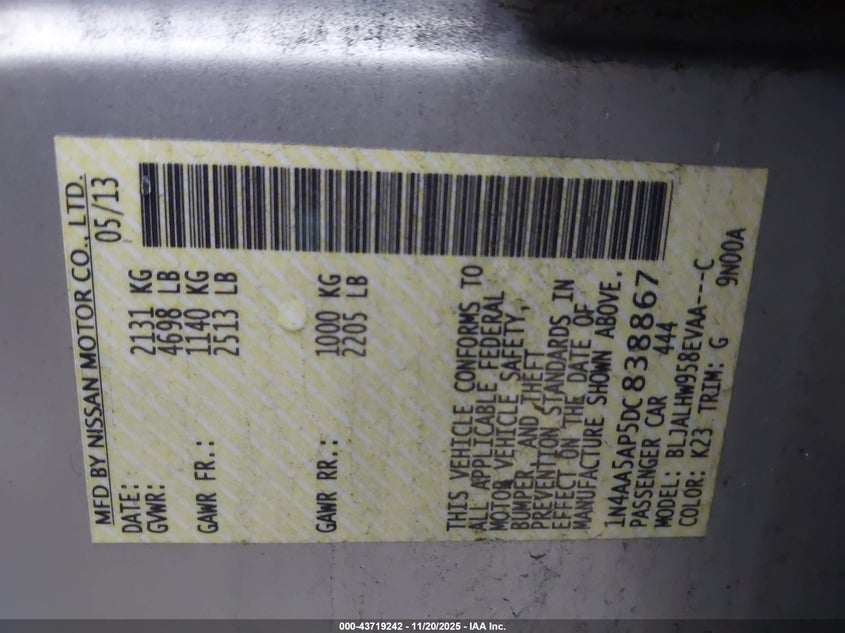 MFD BY NISSAN MOTOR CO., LTD.
DATE: 05/13
GVWR: 2131 KG
4698 LB
GAWR FR.: 1140 KG
2513 LB
GAWR RR.: 1000 KG
2205 LB
THIS VEHICLE CONFORMS TO
ALL APPLICABLE FEDERAL
MOTOR VEHICLE SAFETY,
BUMPER, AND THEFT
PREVENTION STANDARDS IN
EFFECT ON THE DATE OF
MANUFACTURE SHOWN ABOVE.
1N4AA5AP5DC838867
PASSENGER CAR 444
MODEL: BLJALHW958EVAA---C
COLOR: K23 TRIM: G 9N00A
000-43719242 - 11/20/2025 - IAA Inc.